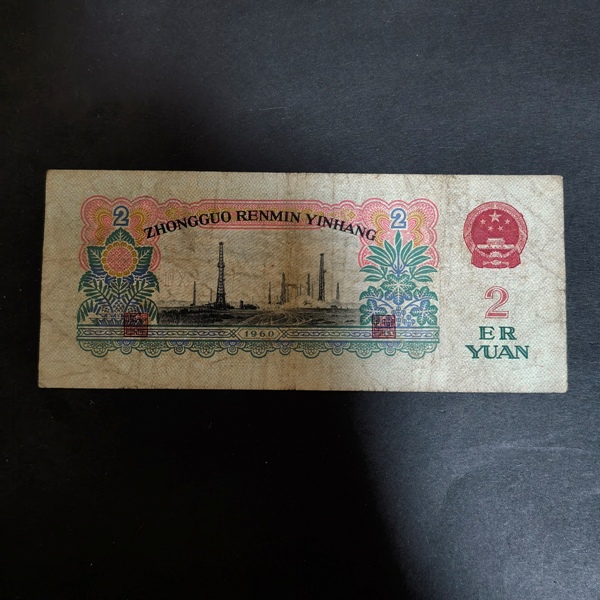 2
2
ZHONGGUO RENMIN YINHANG
1960
2
ER
YUAN